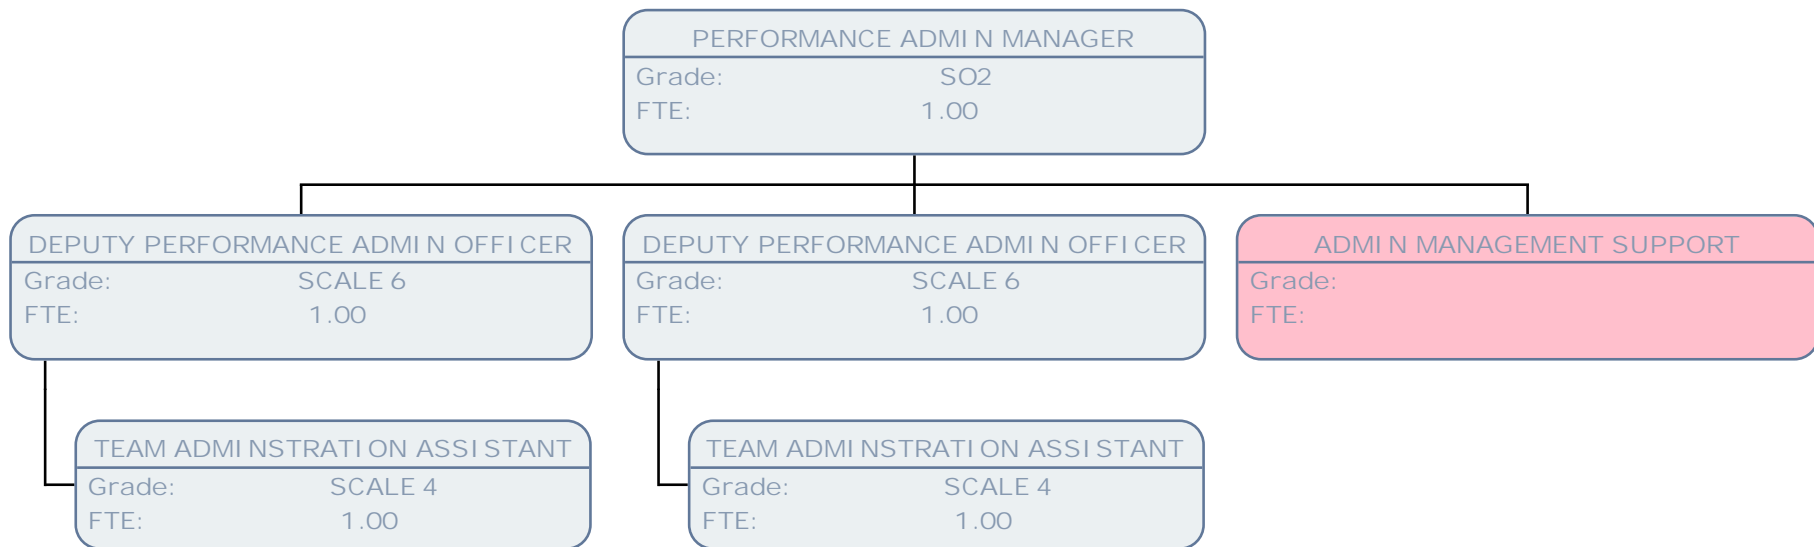 PERFORMANCE ADMIN MANAGER
Grade: SO2
FTE: 1.00
DEPUTY PERFORMANCE ADMIN OFFICER
Grade: SCALE 6
FTE: 1.00
DEPUTY PERFORMANCE ADMIN OFFICER
Grade: SCALE 6
FTE: 1.00
ADMIN MANAGEMENT SUPPORT
Grade:
FTE:
TEAM ADMINSTRATION ASSISTANT
Grade: SCALE 4
FTE: 1.00
TEAM ADMINSTRATION ASSISTANT
Grade: SCALE 4
FTE: 1.00